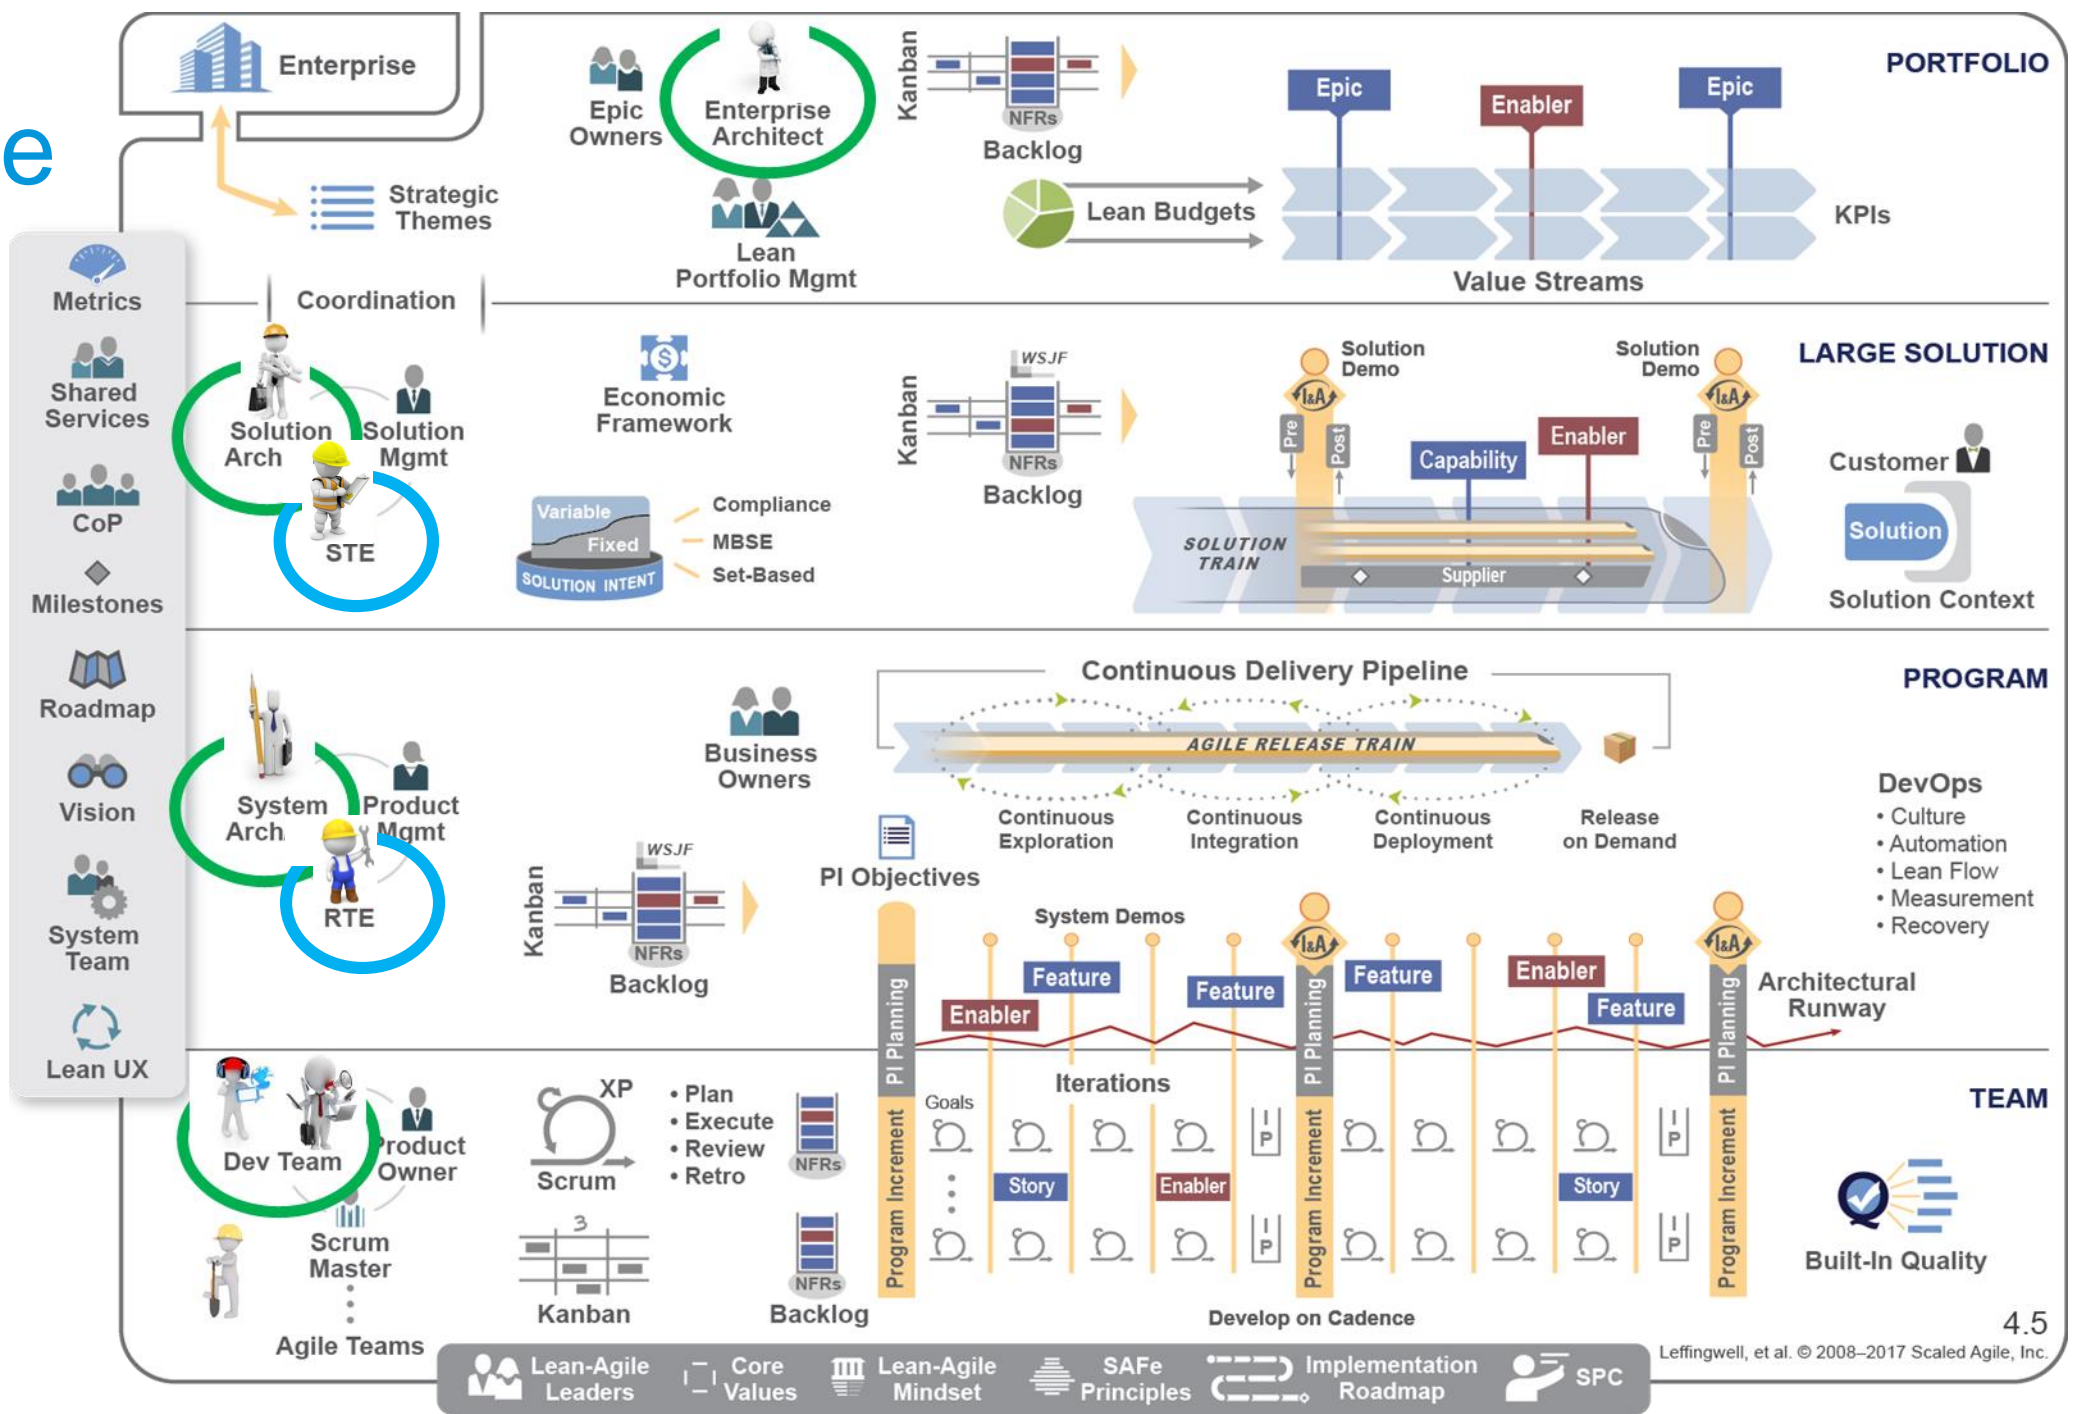 e
Enterprise
Strategic
Themes
Epic
Owners
Enterprise
Architect
Lean
Portfolio Mgmt
Kanban
NFRs
Backlog
Lean Budgets
Epic
Enabler
Epic
KPIs
Value Streams
PORTFOLIO
Metrics
Shared
Services
CoP
Milestones
Roadmap
Vision
System
Team
Lean UX
Coordination
Solution
Arch
Solution
Mgmt
STE
Economic
Framework
Variable
Fixed
SOLUTION INTENT
Compliance
MBSE
Set-Based
Kanban
WSJF
NFRs
Backlog
Solution
Demo
I&A
Pre
Post
Capability
Enabler
Solution
Demo
I&A
Pre
Post
SOLUTION
TRAIN
Supplier
LARGE SOLUTION
Customer
Solution
Solution Context
System
Arch
Product
Mgmt
RTE
Business
Owners
Kanban
WSJF
NFRs
Backlog
Continuous Delivery Pipeline
AGILE RELEASE TRAIN
Continuous
Exploration
Continuous
Integration
Continuous
Deployment
Release
on Demand
PI Objectives
System Demos
Enabler
Feature
Feature
I&A
Feature
Enabler
Feature
I&A
PI Planning
PI Planning
PI Planning
Architectural
Runway
PROGRAM
DevOps
• Culture
• Automation
• Lean Flow
• Measurement
• Recovery
Dev Team
Product
Owner
Scrum
Master
Agile Teams
XP
Scrum
3
Kanban
• Plan
• Execute
• Review
• Retro
NFRs
NFRs
Backlog
Program Increment
Goals
Iterations
Story
Enabler
I
P
I
P
Program Increment
Story
I
P
I
P
Program Increment
Develop on Cadence
TEAM
Built-In Quality
4.5
Leffingwell, et al. © 2008–2017 Scaled Agile, Inc.
Lean-Agile
Leaders
Core
Values
Lean-Agile
Mindset
SAFe
Principles
Implementation
Roadmap
SPC